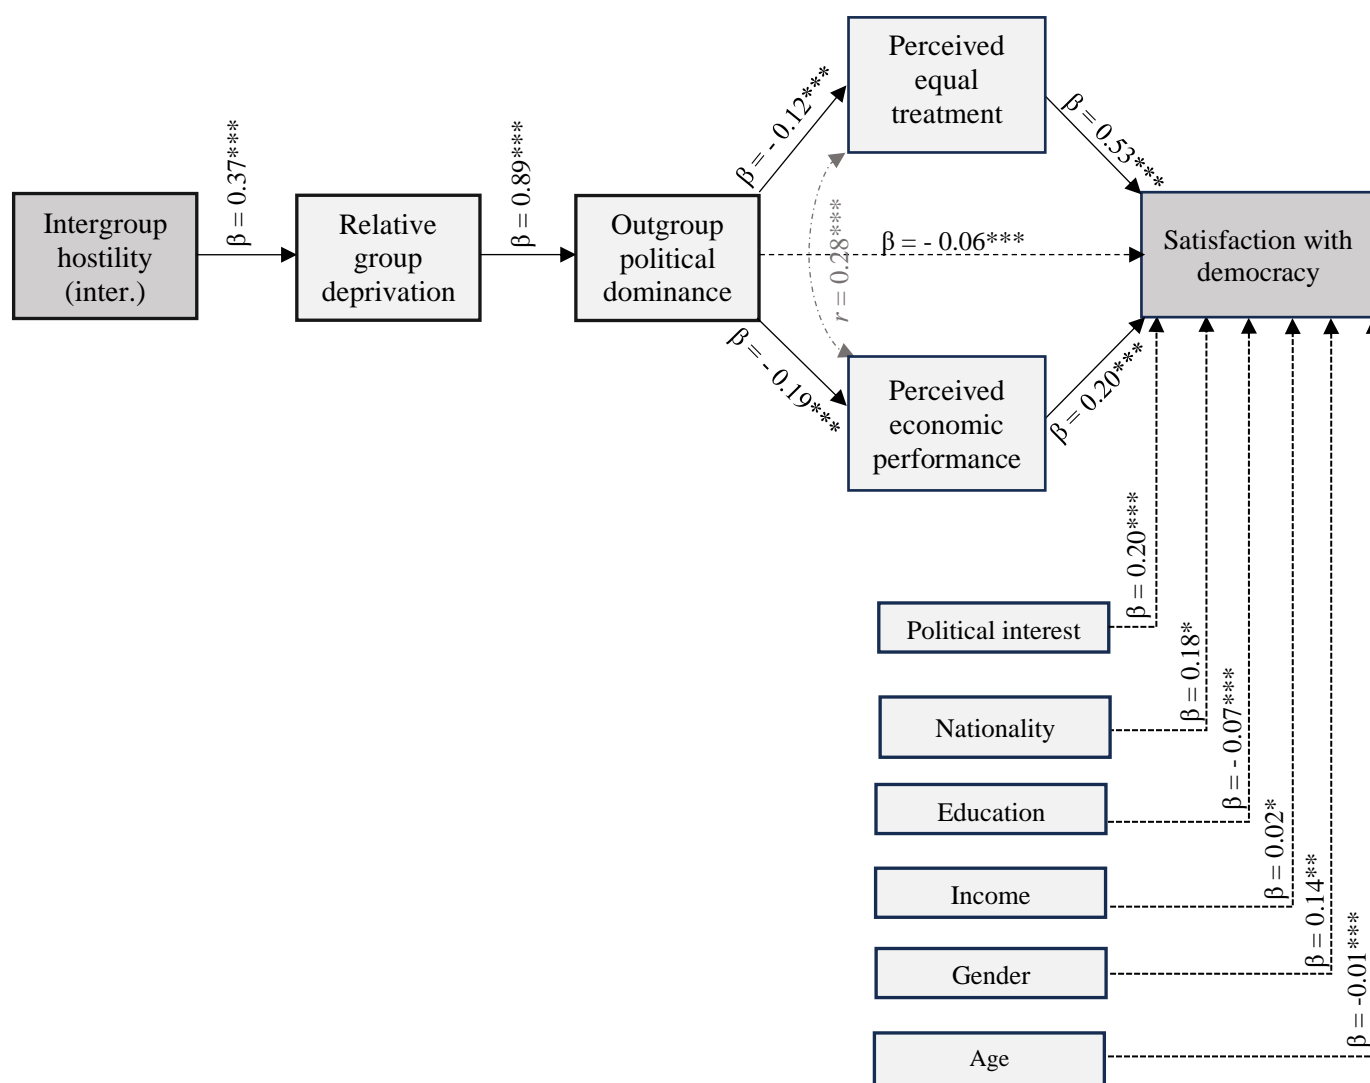 Intergroup
hostility
(inter.)
β = 0.37***
Relative
group
deprivation
β = 0.89***
Outgroup
political
dominance
β = - 0.12***
β = - 0.19***
r = 0.28***
Perceived
equal
treatment
β = - 0.06***
Perceived
economic
performance
β = 0.53***
β = 0.20***
Satisfaction with
democracy
Political interest
β = 0.20***
Nationality
β = 0.18*
Education
β = - 0.07***
Income
β = 0.02*
Gender
β = 0.14**
Age
β = -0.01***